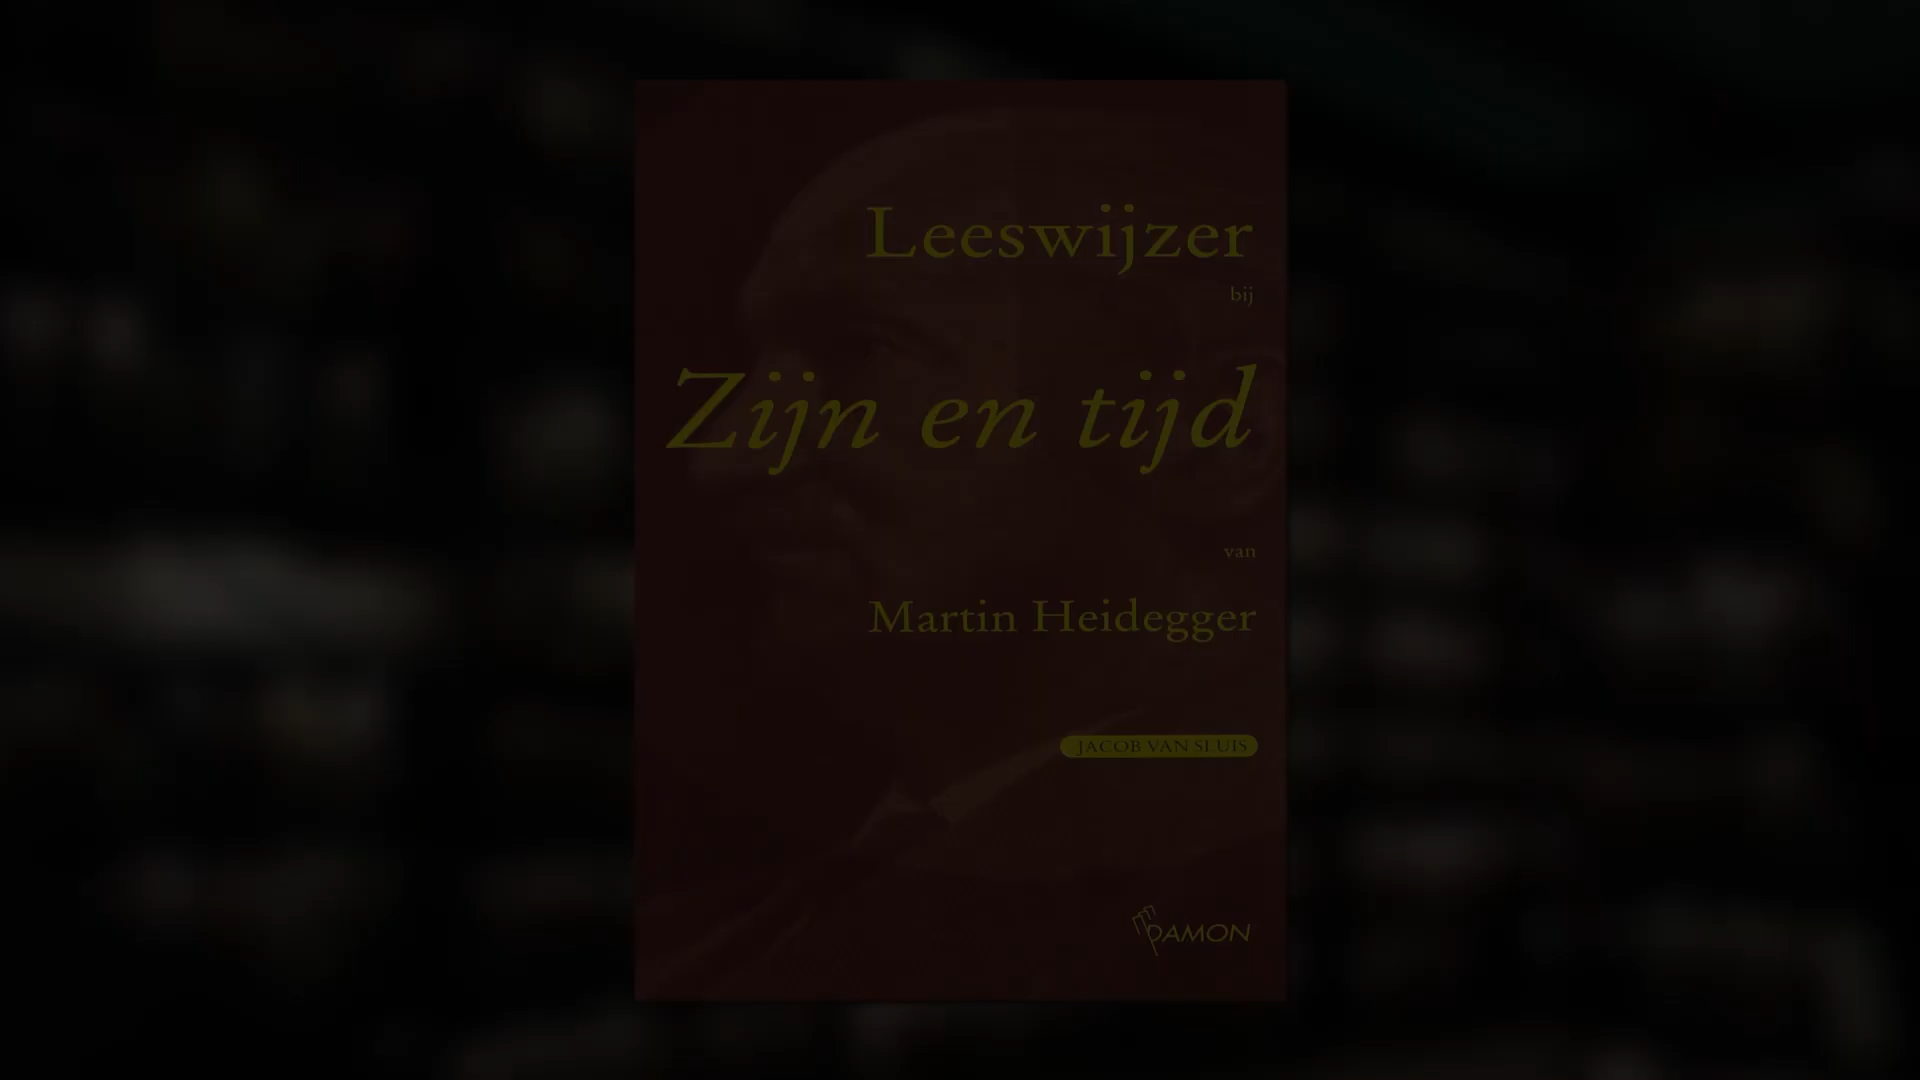 Leeswijzer
bij
Zijn en tijd
van
Martin Heidegger
JACOB VAN SLUIS
DAMON